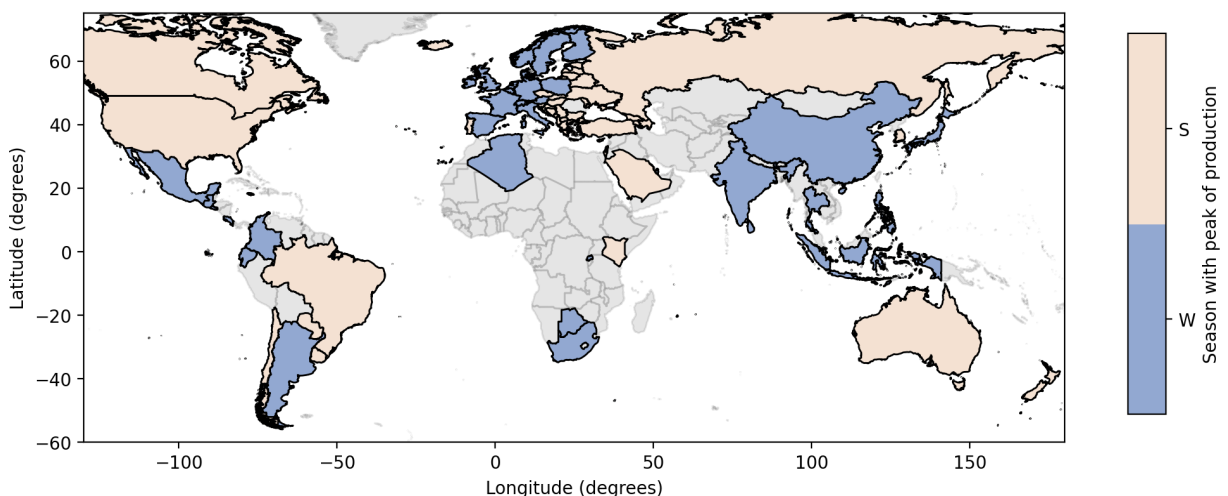 60
40
20
0
−20
−40
−60
Latitude (degrees)
−100
−50
0
50
100
150
Longitude (degrees)
S
W
Season with peak of production